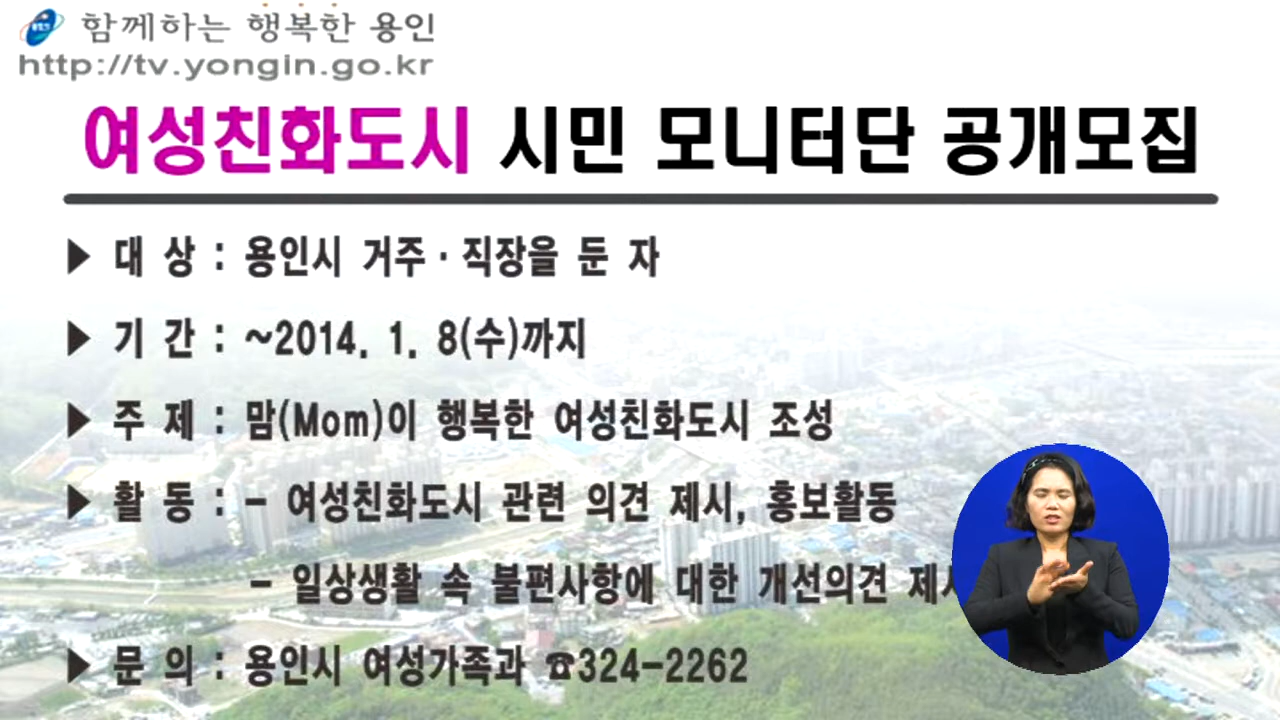 함께하는 행복한 용인
http://tv.yongin.go.kr
여성친화도시 시민 모니터단 공개모집
▶ 대 상 : 용인시 거주·직장을 둔 자
▶ 기 간 : ~2014. 1. 8(수)까지
▶ 주 제 : 맘(Mom)이 행복한 여성친화도시 조성
▶ 활 동 : - 여성친화도시 관련 의견 제시, 홍보활동
- 일상생활 속 불편사항에 대한 개선의견 제시
▶ 문 의 : 용인시 여성가족과 ☎324-2262